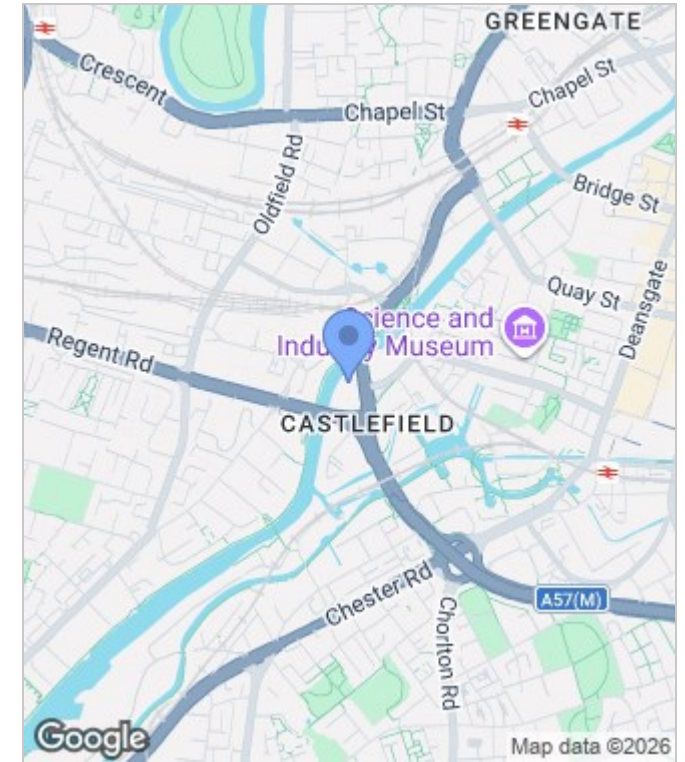 GREENGATE
Crescent
Chapel St
Chapel St
Oldfield Rd
Bridge St
Quay St
Deansgate
Science and
Industry Museum
Regent Rd
CASTLEFIELD
Chester Rd
Chorlton Rd
A57(M)
Google
Map data ©2026